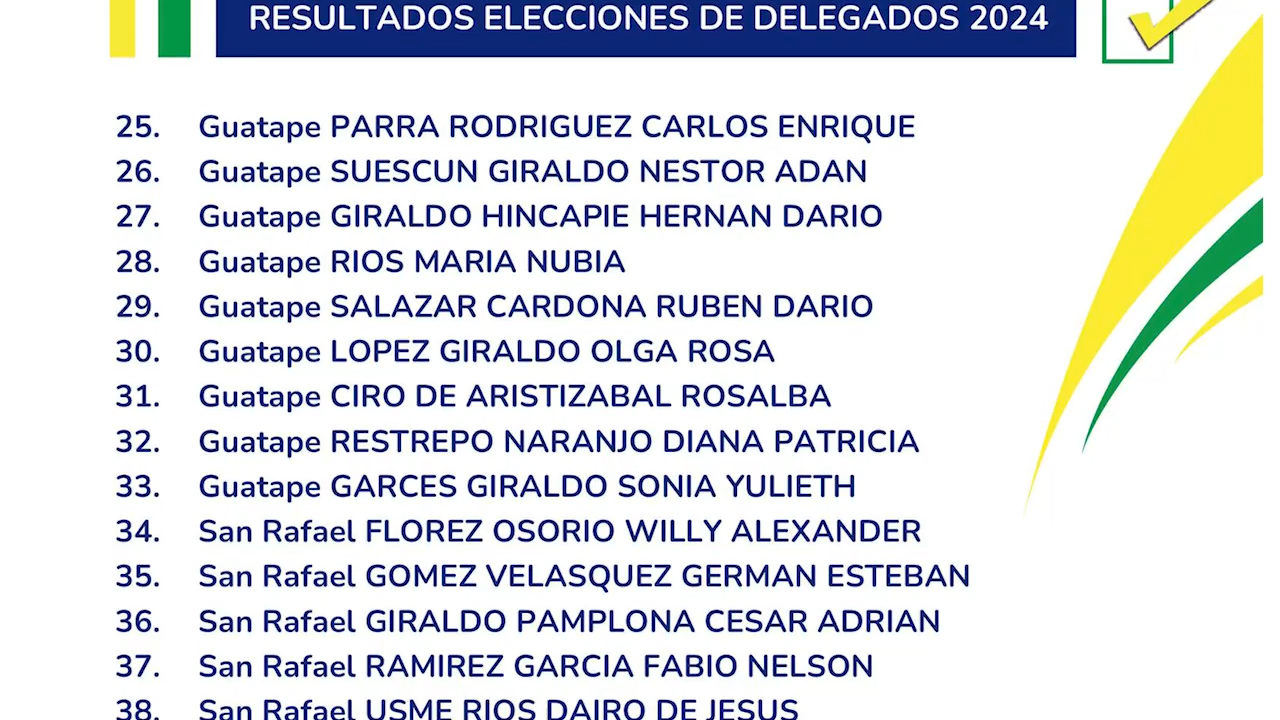 RESULTADOS ELECCIONES DE DELEGADOS 2024
25. Guatape PARRA RODRIGUEZ CARLOS ENRIQUE
26. Guatape SUESCUN GIRALDO NESTOR ADAN
27. Guatape GIRALDO HINCAPIE HERNAN DARIO
28. Guatape RIOS MARIA NUBIA
29. Guatape SALAZAR CARDONA RUBEN DARIO
30. Guatape LOPEZ GIRALDO OLGA ROSA
31. Guatape CIRO DE ARISTIZABAL ROSALBA
32. Guatape RESTREPO NARANJO DIANA PATRICIA
33. Guatape GARCES GIRALDO SONIA YULIETH
34. San Rafael FLOREZ OSORIO WILLY ALEXANDER
35. San Rafael GOMEZ VELASQUEZ GERMAN ESTEBAN
36. San Rafael GIRALDO PAMPLONA CESAR ADRIAN
37. San Rafael RAMIREZ GARCIA FABIO NELSON
38. San Rafael USME RIOS DAIRO DE JESUS